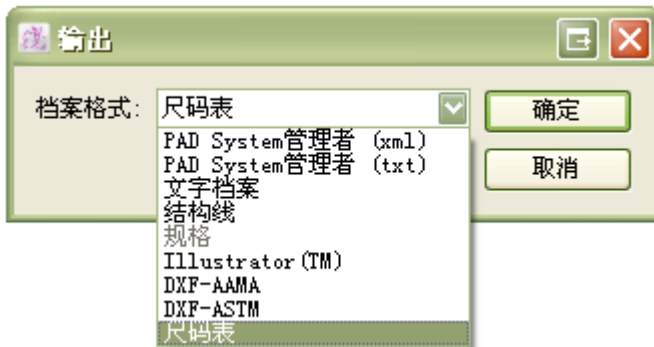 输出
档案格式: 尺码表 确定
PAD System管理者 (xml)
PAD System管理者 (txt) 取消
文字档案
结构线
规格
Illustrator(TM)
DXF-AAMA
DXF-ASTM
尺码表